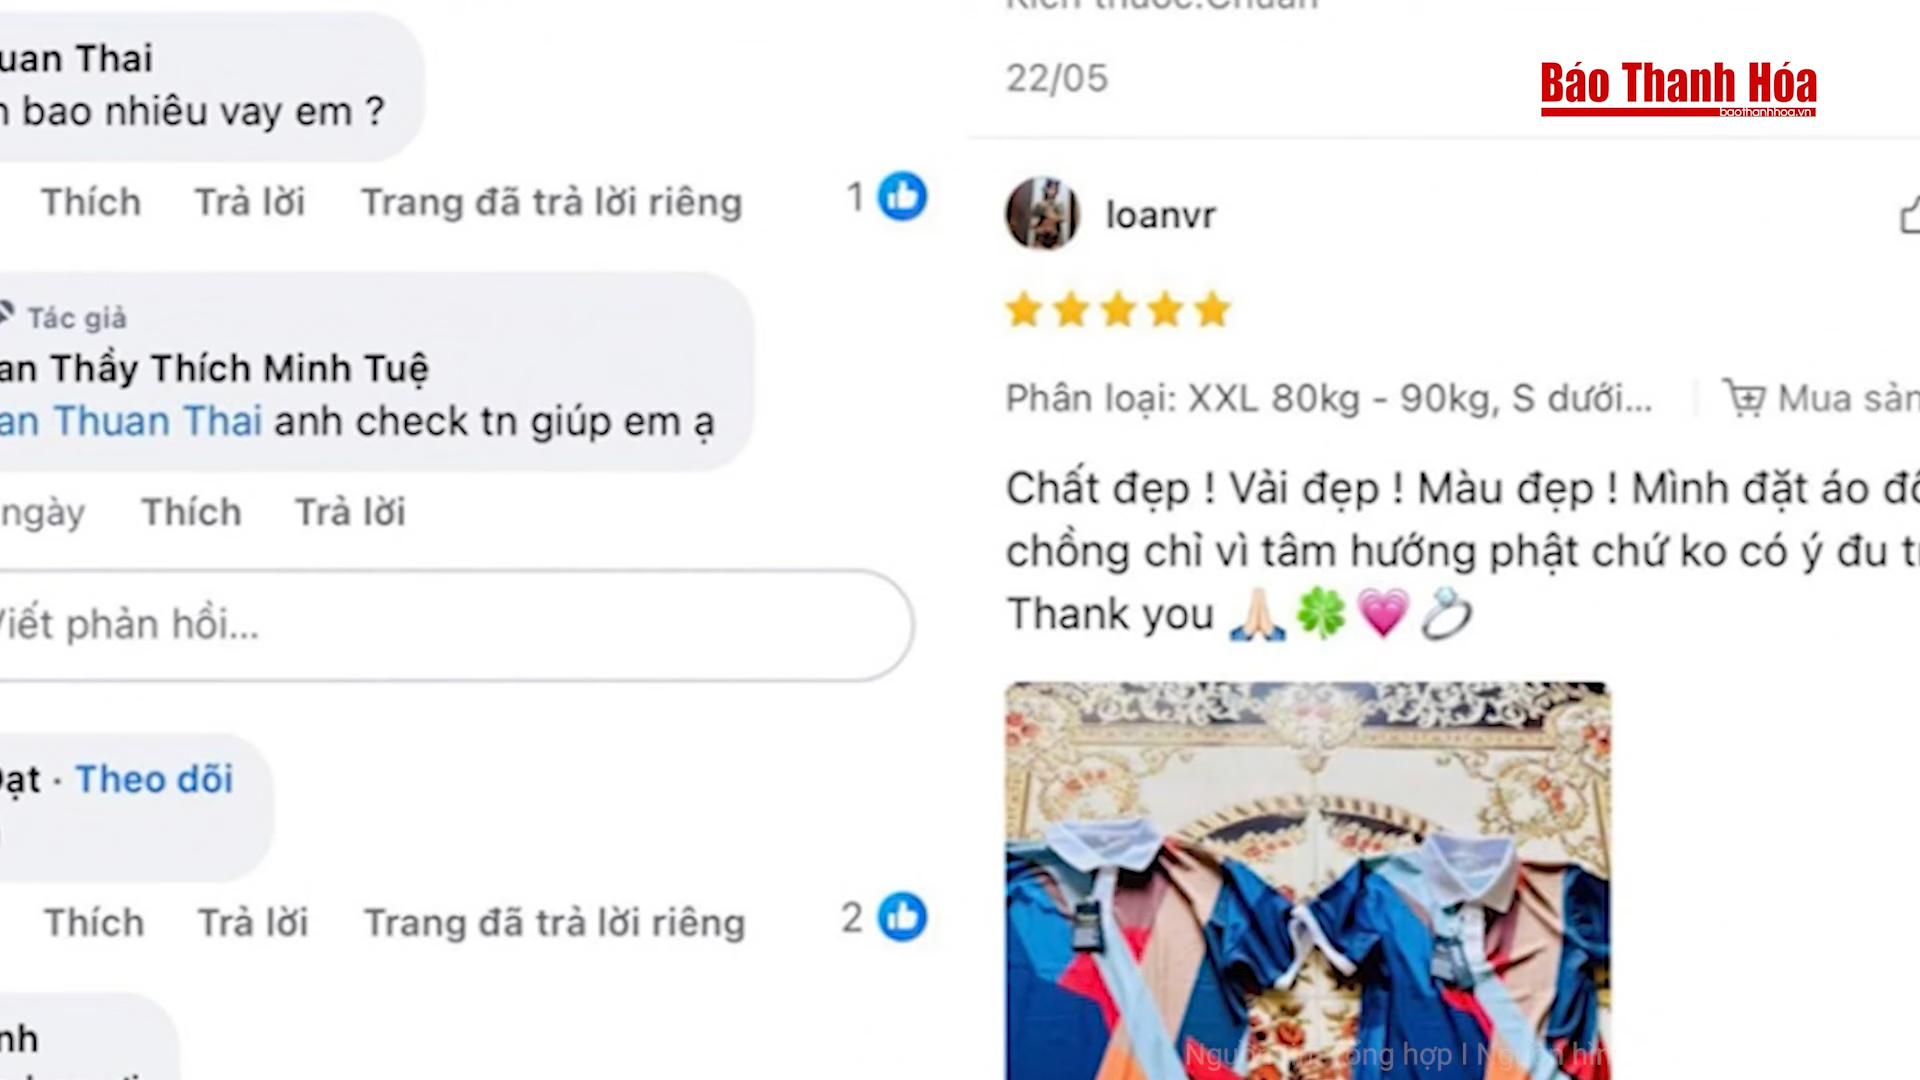 uan Thai
bao nhiêu vay em ?
Thích Trả lời Trang đã trả lời riêng 1
Tác giả
an Thầy Thích Minh Tuệ
an Thuan Thai anh check tn giúp em ạ
ngày Thích Trả lời
Viết phản hồi...
Đạt · Theo dõi
Thích Trả lời Trang đã trả lời riêng 2
nh
22/05
Báo Thanh Hóa
baothanhhoa.vn
loanvr
Phân loại: XXL 80kg - 90kg, S dưới... Mua sản
Chất đẹp ! Vải đẹp ! Màu đẹp ! Mình đặt áo đô
chồng chỉ vì tâm hướng phật chứ ko có ý đu
Thank you 🙏🏻🍀💗💍